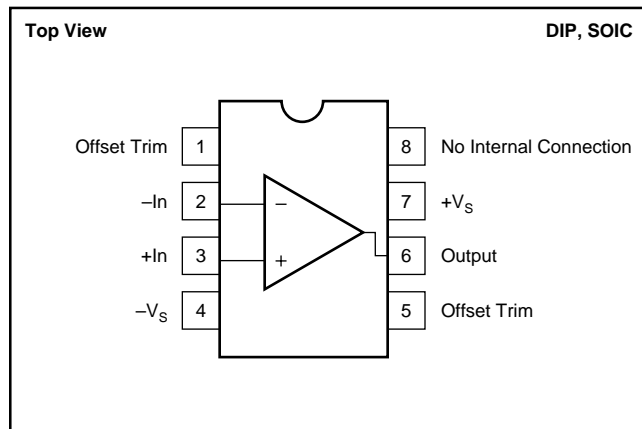 Top View DIP, SOIC
Offset Trim 1 8 No Internal Connection
–In 2 − 7 +VS
+In 3 + 6 Output
–VS 4 5 Offset Trim